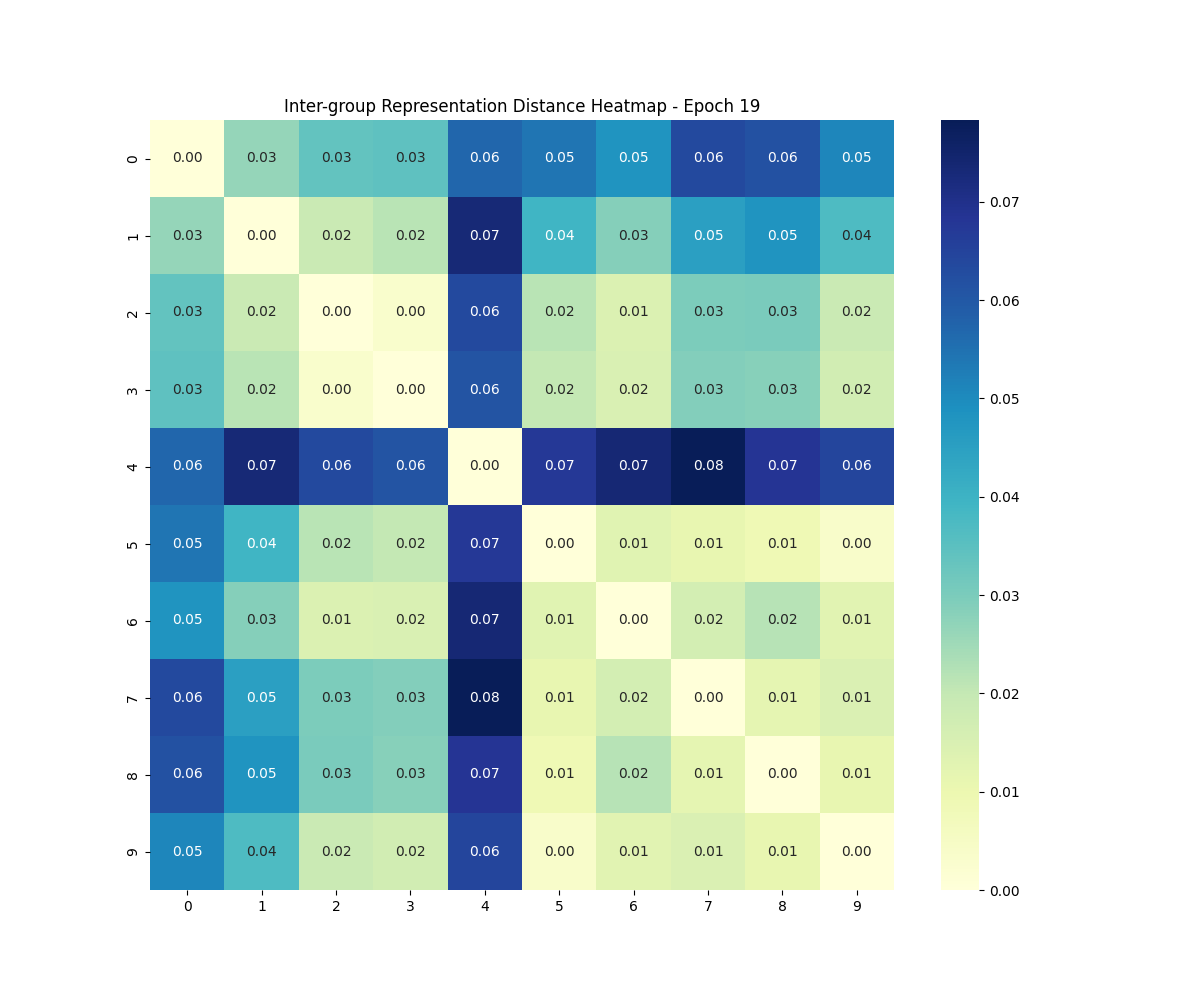 Inter-group Representation Distance Heatmap - Epoch 19
0 0.00 0.03 0.03 0.03 0.06 0.05 0.05 0.06 0.06 0.05
1 0.03 0.00 0.02 0.02 0.07 0.04 0.03 0.05 0.05 0.04
2 0.03 0.02 0.00 0.00 0.06 0.02 0.01 0.03 0.03 0.02
3 0.03 0.02 0.00 0.00 0.06 0.02 0.02 0.03 0.03 0.02
4 0.06 0.07 0.06 0.06 0.00 0.07 0.07 0.08 0.07 0.06
5 0.05 0.04 0.02 0.02 0.07 0.00 0.01 0.01 0.01 0.00
6 0.05 0.03 0.01 0.02 0.07 0.01 0.00 0.02 0.02 0.01
7 0.06 0.05 0.03 0.03 0.08 0.01 0.02 0.00 0.01 0.01
8 0.06 0.05 0.03 0.03 0.07 0.01 0.02 0.01 0.00 0.01
9 0.05 0.04 0.02 0.02 0.06 0.00 0.01 0.01 0.01 0.00
0 1 2 3 4 5 6 7 8 9
0.07
0.06
0.05
0.04
0.03
0.02
0.01
0.00